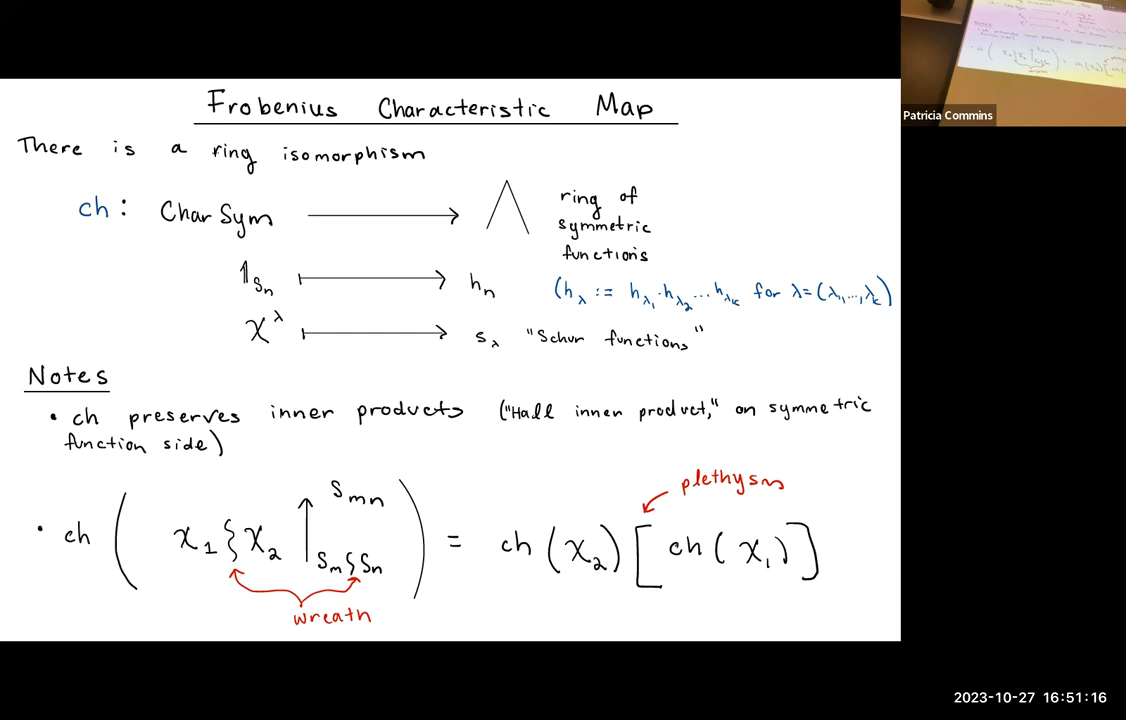 Frobenius Characteristic Map
There is a ring isomorphism
ch: Char Sym ⟶ Λ ring of
symmetric
functions
𝟙_{S_n} ⟼ h_n (h_λ := h_{λ_1}·h_{λ_2}...h_{λ_k} for λ=(λ_1,...,λ_k))
χ^λ ⟼ s_λ "Schur functions"
Notes
• ch preserves inner products ("Hall inner product," on symmetric
function side)
plethysm
• ch ( χ_1 ≀ χ_2 ↑_{S_m ≀ S_n}^{S_{mn}} ) = ch (χ_2) [ ch (χ_1) ]
wreath
Patricia Commins
2023-10-27 16:51:16